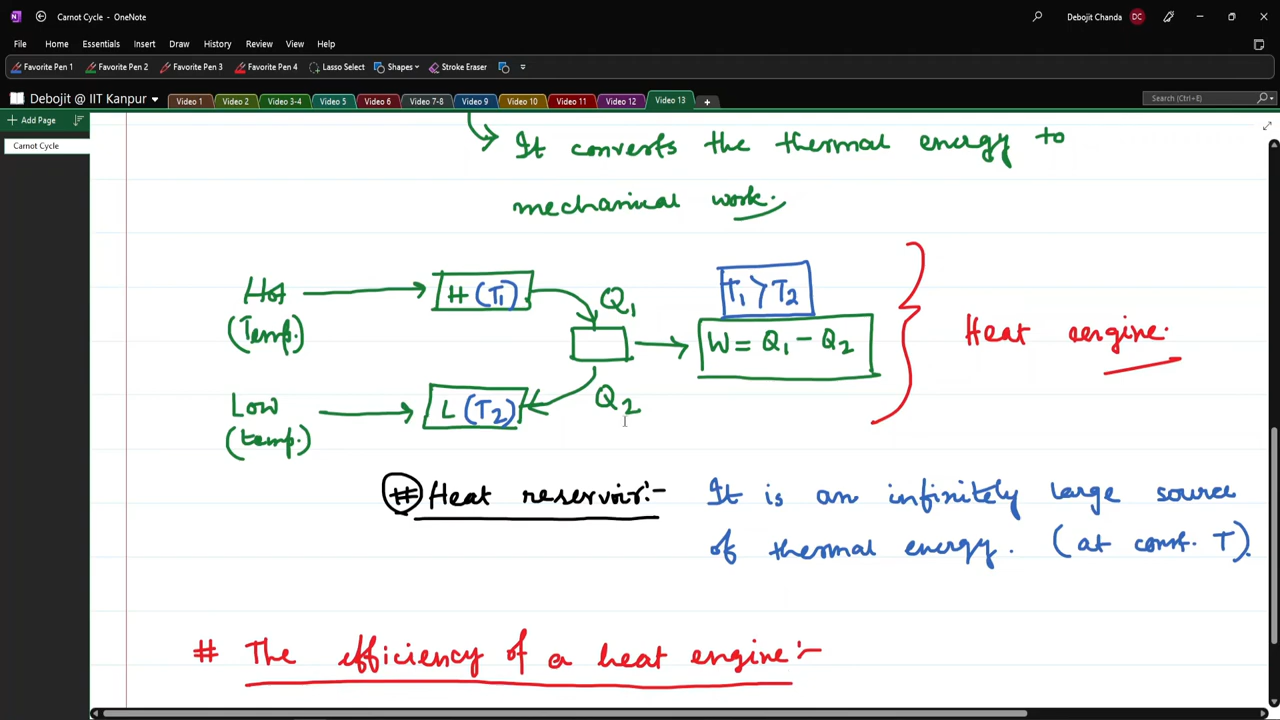 Carnot Cycle - OneNote
Debojit Chanda DC
File Home Essentials Insert Draw History Review View Help
Favorite Pen 1 Favorite Pen 2 Favorite Pen 3 Favorite Pen 4 Lasso Select Shapes Stroke Eraser
Debojit @ IIT Kanpur Video 1 Video 2 Video 3-4 Video 5 Video 6 Video 7-8 Video 9 Video 10 Video 11 Video 12 Video 13 Search (Ctrl+E)
Add Page
Carnot Cycle
It converts the thermal energy to
mechanical work.
Hot H (T1) Q1 T1 > T2
(Temp.) W = Q1 - Q2 Heat engine.
Low L (T2) Q2
(temp.)
# Heat reservoir:- It is an infinitely large source
of thermal energy. (at const. T).
# The efficiency of a heat engine:-